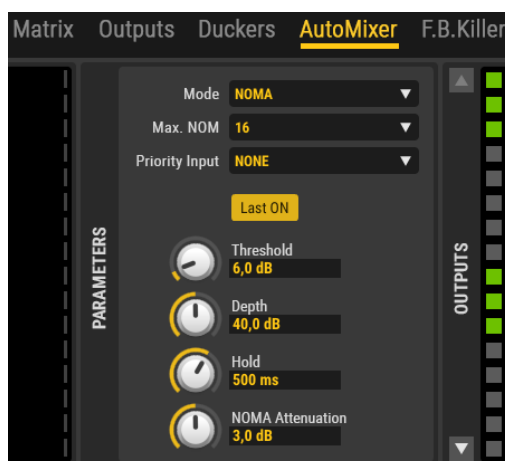 Matrix Outputs Duckers AutoMixer F.B.Killer
PARAMETERS
Mode NOMA
Max. NOM 16
Priority Input NONE
Last ON
Threshold
6,0 dB
Depth
40,0 dB
Hold
500 ms
NOMA Attenuation
3,0 dB
OUTPUTS